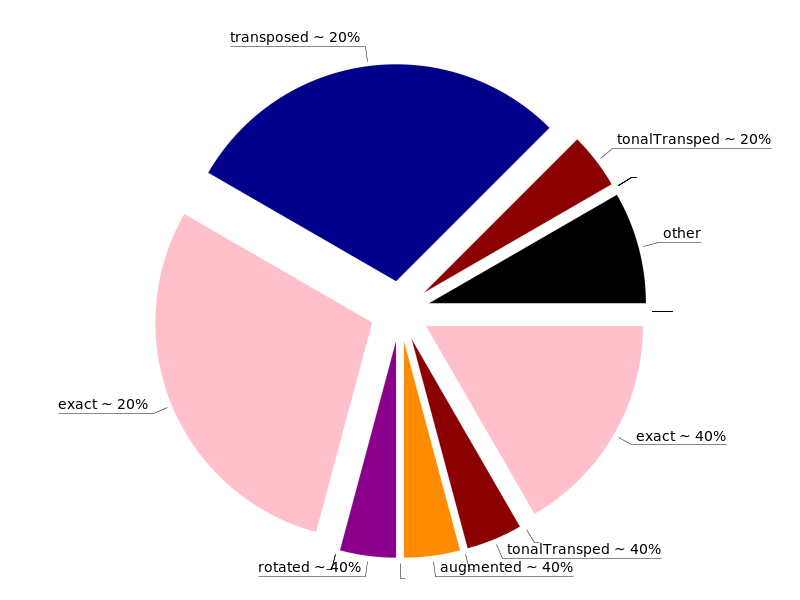 transposed ~ 20%
tonalTransped ~ 20%
other
exact ~ 20%
exact ~ 40%
tonalTransped ~ 40%
rotated ~ 40%
augmented ~ 40%